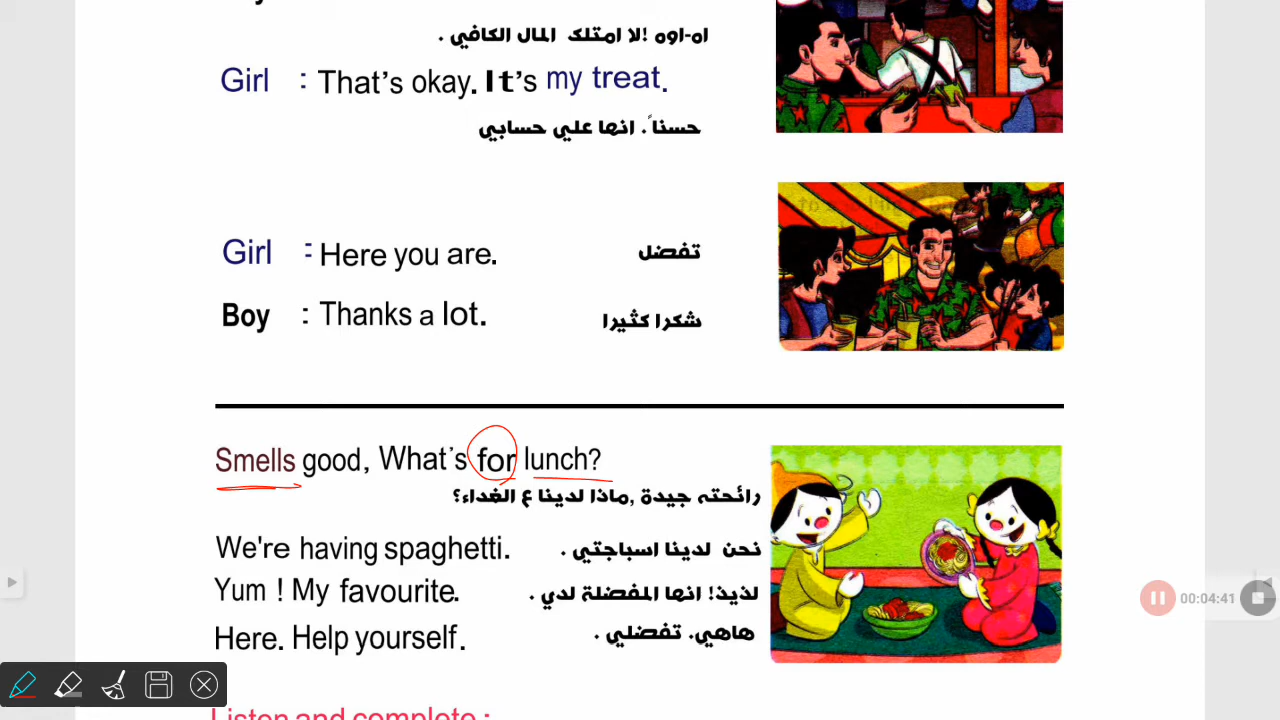 اه-اوه !لا امتلك المال الكافي .
Girl : That's okay. It's my treat.
حسناً. انها علي حسابي
Girl : Here you are. تفضل
Boy : Thanks a lot. شكرا كثيرا
Smells good, What's for lunch?
رائحته جيدة ,ماذا لدينا ع الغداء؟
We're having spaghetti. نحن لدينا اسباجتي .
Yum ! My favourite. لذيذ! انها المفضلة لدي .
Here. Help yourself. هاهي. تفضلي .
00:04:41
Listen and complete :